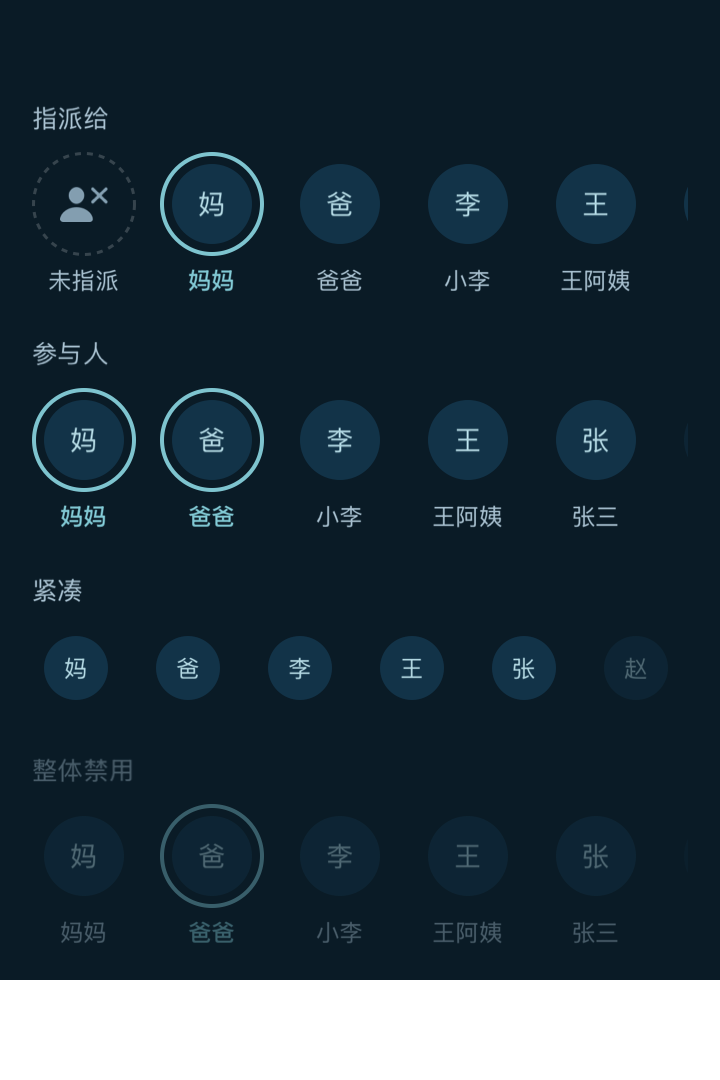 指派给
妈 爸 李 王
未指派 妈妈 爸爸 小李 王阿姨
参与人
妈 爸 李 王 张
妈妈 爸爸 小李 王阿姨 张三
紧凑
妈 爸 李 王 张 赵
整体禁用
妈 爸 李 王 张
妈妈 爸爸 小李 王阿姨 张三